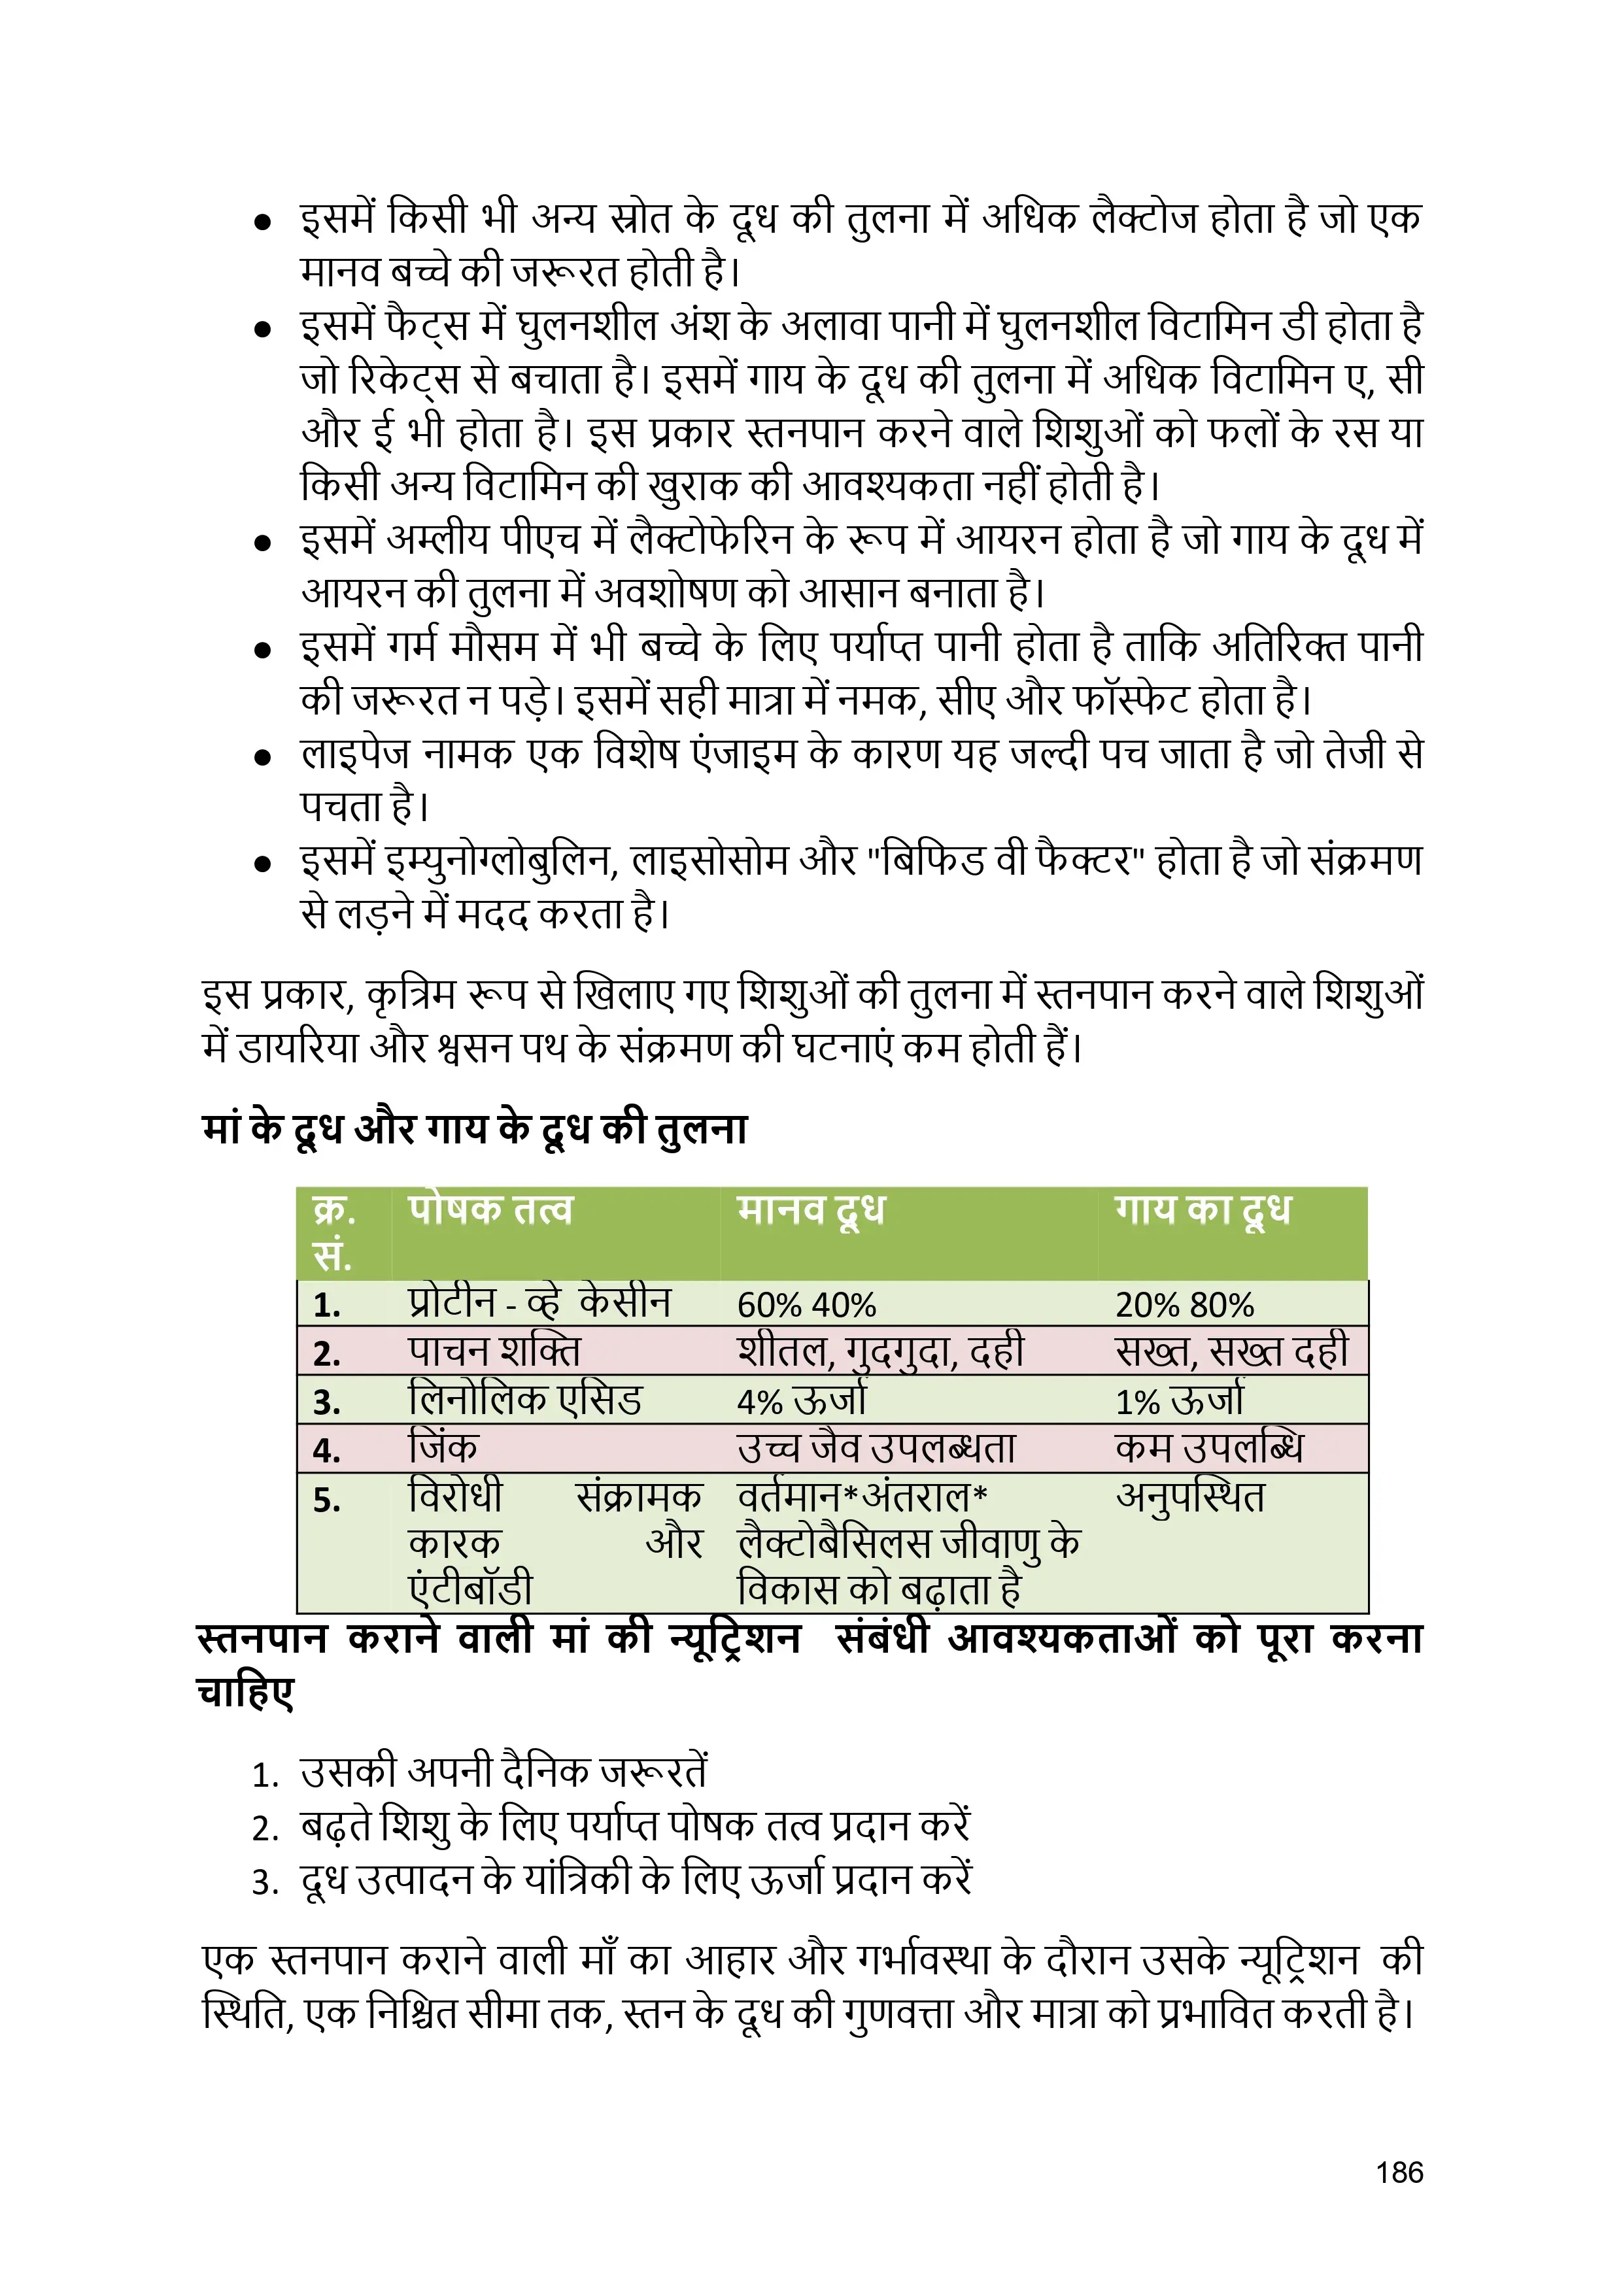 • इसमें किसी भी अन्य स्रोत के दूध की तुलना में अधिक लैक्टोज होता है जो एक
मानव बच्चे की जरूरत होती है।
• इसमें फैट्स में घुलनशील अंश के अलावा पानी में घुलनशील विटामिन डी होता है
जो रिकेट्स से बचाता है। इसमें गाय के दूध की तुलना में अधिक विटामिन ए, सी
और ई भी होता है। इस प्रकार स्तनपान करने वाले शिशुओं को फलों के रस या
किसी अन्य विटामिन की खुराक की आवश्यकता नहीं होती है।
• इसमें अम्लीय पीएच में लैक्टोफेरिन के रूप में आयरन होता है जो गाय के दूध में
आयरन की तुलना में अवशोषण को आसान बनाता है।
• इसमें गर्म मौसम में भी बच्चे के लिए पर्याप्त पानी होता है ताकि अतिरिक्त पानी
की जरूरत न पड़े। इसमें सही मात्रा में नमक, सीए और फॉस्फेट होता है।
• लाइपेज नामक एक विशेष एंजाइम के कारण यह जल्दी पच जाता है जो तेजी से
पचता है।
• इसमें इम्युनोग्लोबुलिन, लाइसोसोम और "बिफिड वी फैक्टर" होता है जो संक्रमण
से लड़ने में मदद करता है।
इस प्रकार, कृत्रिम रूप से खिलाए गए शिशुओं की तुलना में स्तनपान करने वाले शिशुओं
में डायरिया और श्वसन पथ के संक्रमण की घटनाएं कम होती हैं।
मां के दूध और गाय के दूध की तुलना
क्र. पोषक तत्व मानव दूध गाय का दूध
सं.
1. प्रोटीन - व्हे केसीन 60% 40% 20% 80%
2. पाचन शक्ति शीतल, गुदगुदा, दही सख्त, सख्त दही
3. लिनोलिक एसिड 4% ऊर्जा 1% ऊर्जा
4. जिंक उच्च जैव उपलब्धता कम उपलब्धि
5. विरोधी संक्रामक वर्तमान*अंतराल* अनुपस्थित
कारक और लैक्टोबैसिलस जीवाणु के
एंटीबॉडी विकास को बढ़ाता है
स्तनपान कराने वाली मां की न्यूट्रिशन संबंधी आवश्यकताओं को पूरा करना
चाहिए
1. उसकी अपनी दैनिक जरूरतें
2. बढ़ते शिशु के लिए पर्याप्त पोषक तत्व प्रदान करें
3. दूध उत्पादन के यांत्रिकी के लिए ऊर्जा प्रदान करें
एक स्तनपान कराने वाली माँ का आहार और गर्भावस्था के दौरान उसके न्यूट्रिशन की
स्थिति, एक निश्चित सीमा तक, स्तन के दूध की गुणवत्ता और मात्रा को प्रभावित करती है।
186